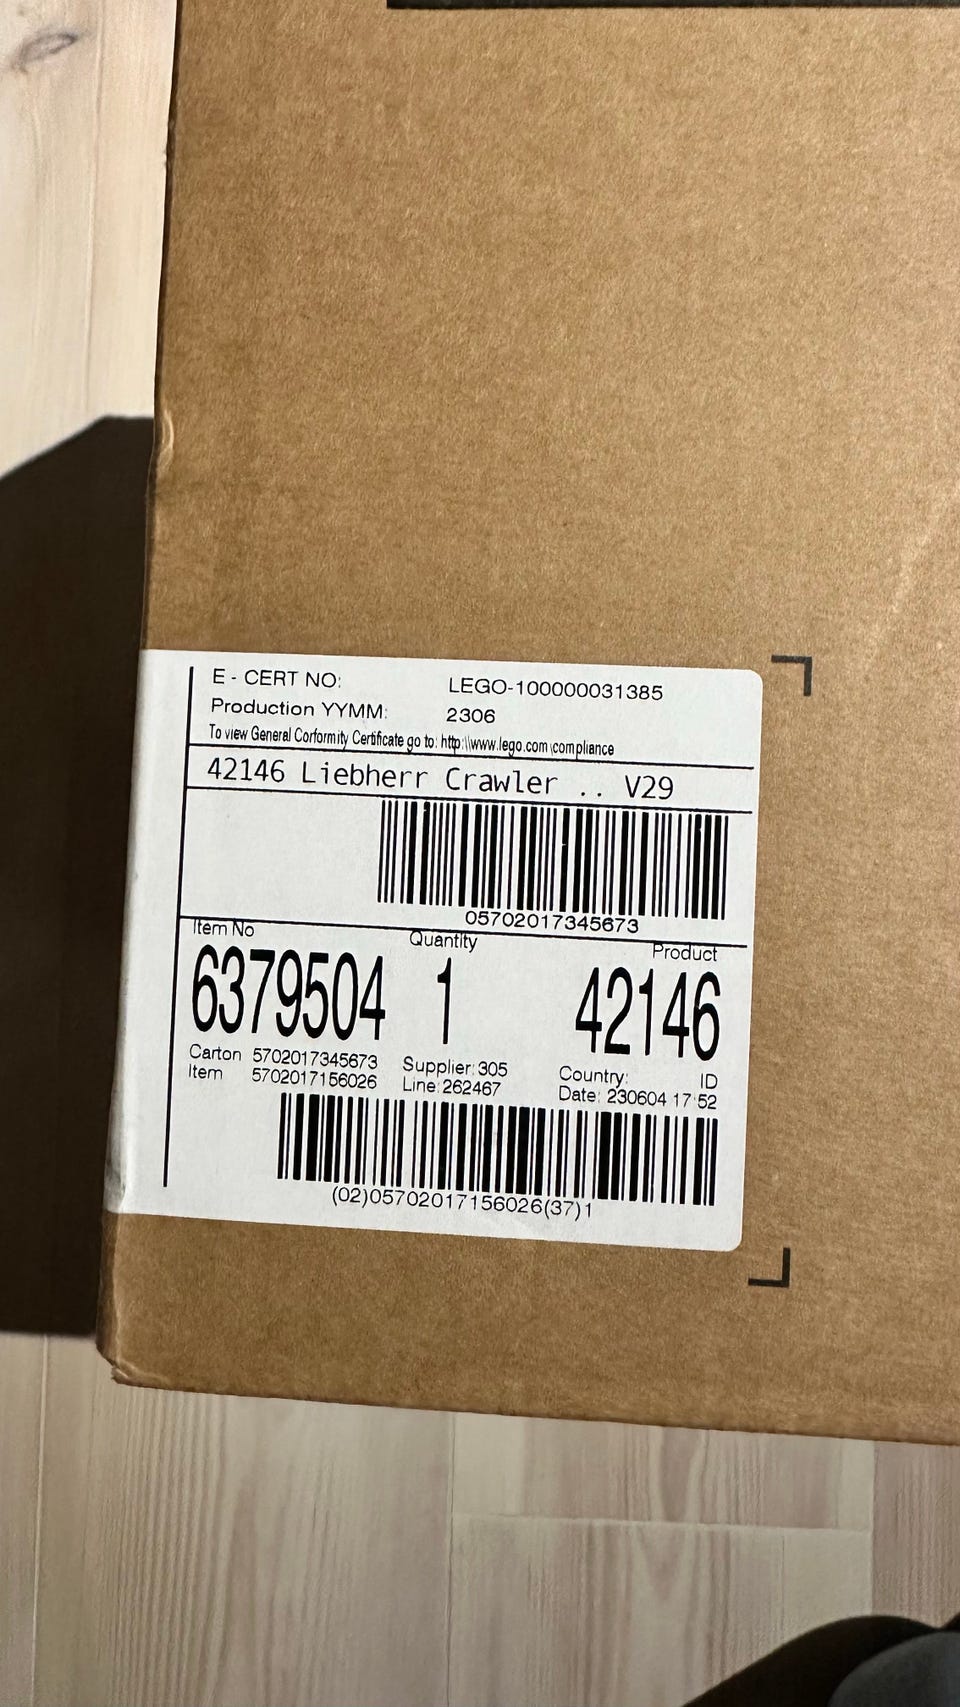 E - CERT NO: LEGO-100000031385
Production YYMM: 2306
To view General Corformity Certificate go to: http:\\www.lego.com\compliance
42146 Liebherr Crawler .. V29
05702017345673
Item No Quantity Product
6379504 1 42146
Carton 5702017345673 Supplier: 305 Country: ID
Item 5702017156026 Line: 262467 Date: 230604 17:52
(02)05702017156026(37)1